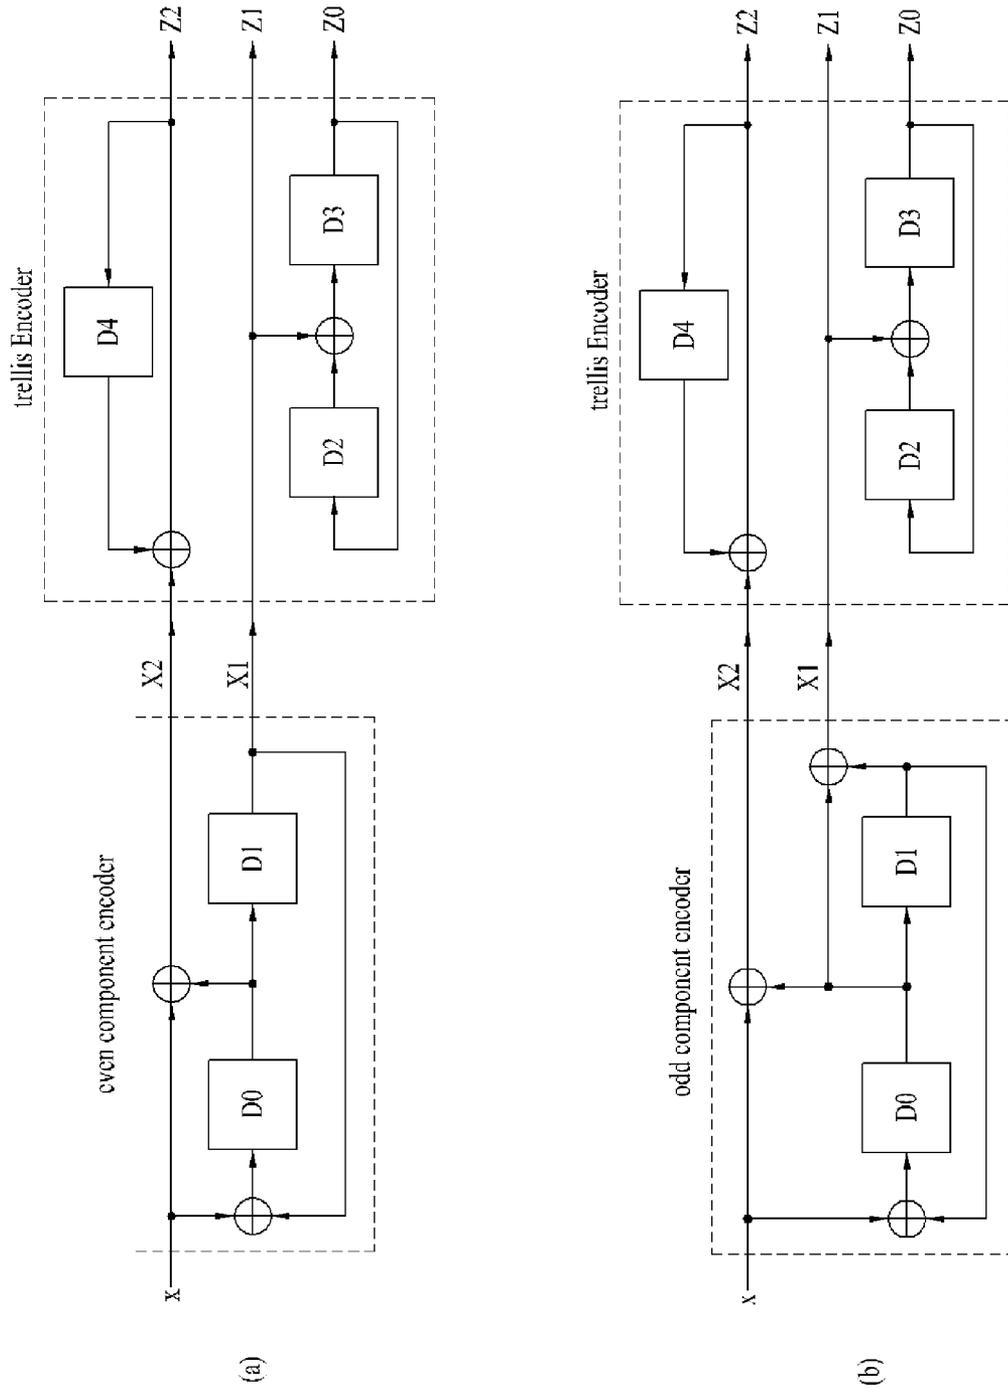 (a)
even component encoder
x
D0
D1
X2
X1
trellis Encoder
D4
D2
D3
Z2
Z1
Z0
(b)
odd component encoder
x
D0
D1
X2
X1
trellis Encoder
D4
D2
D3
Z2
Z1
Z0